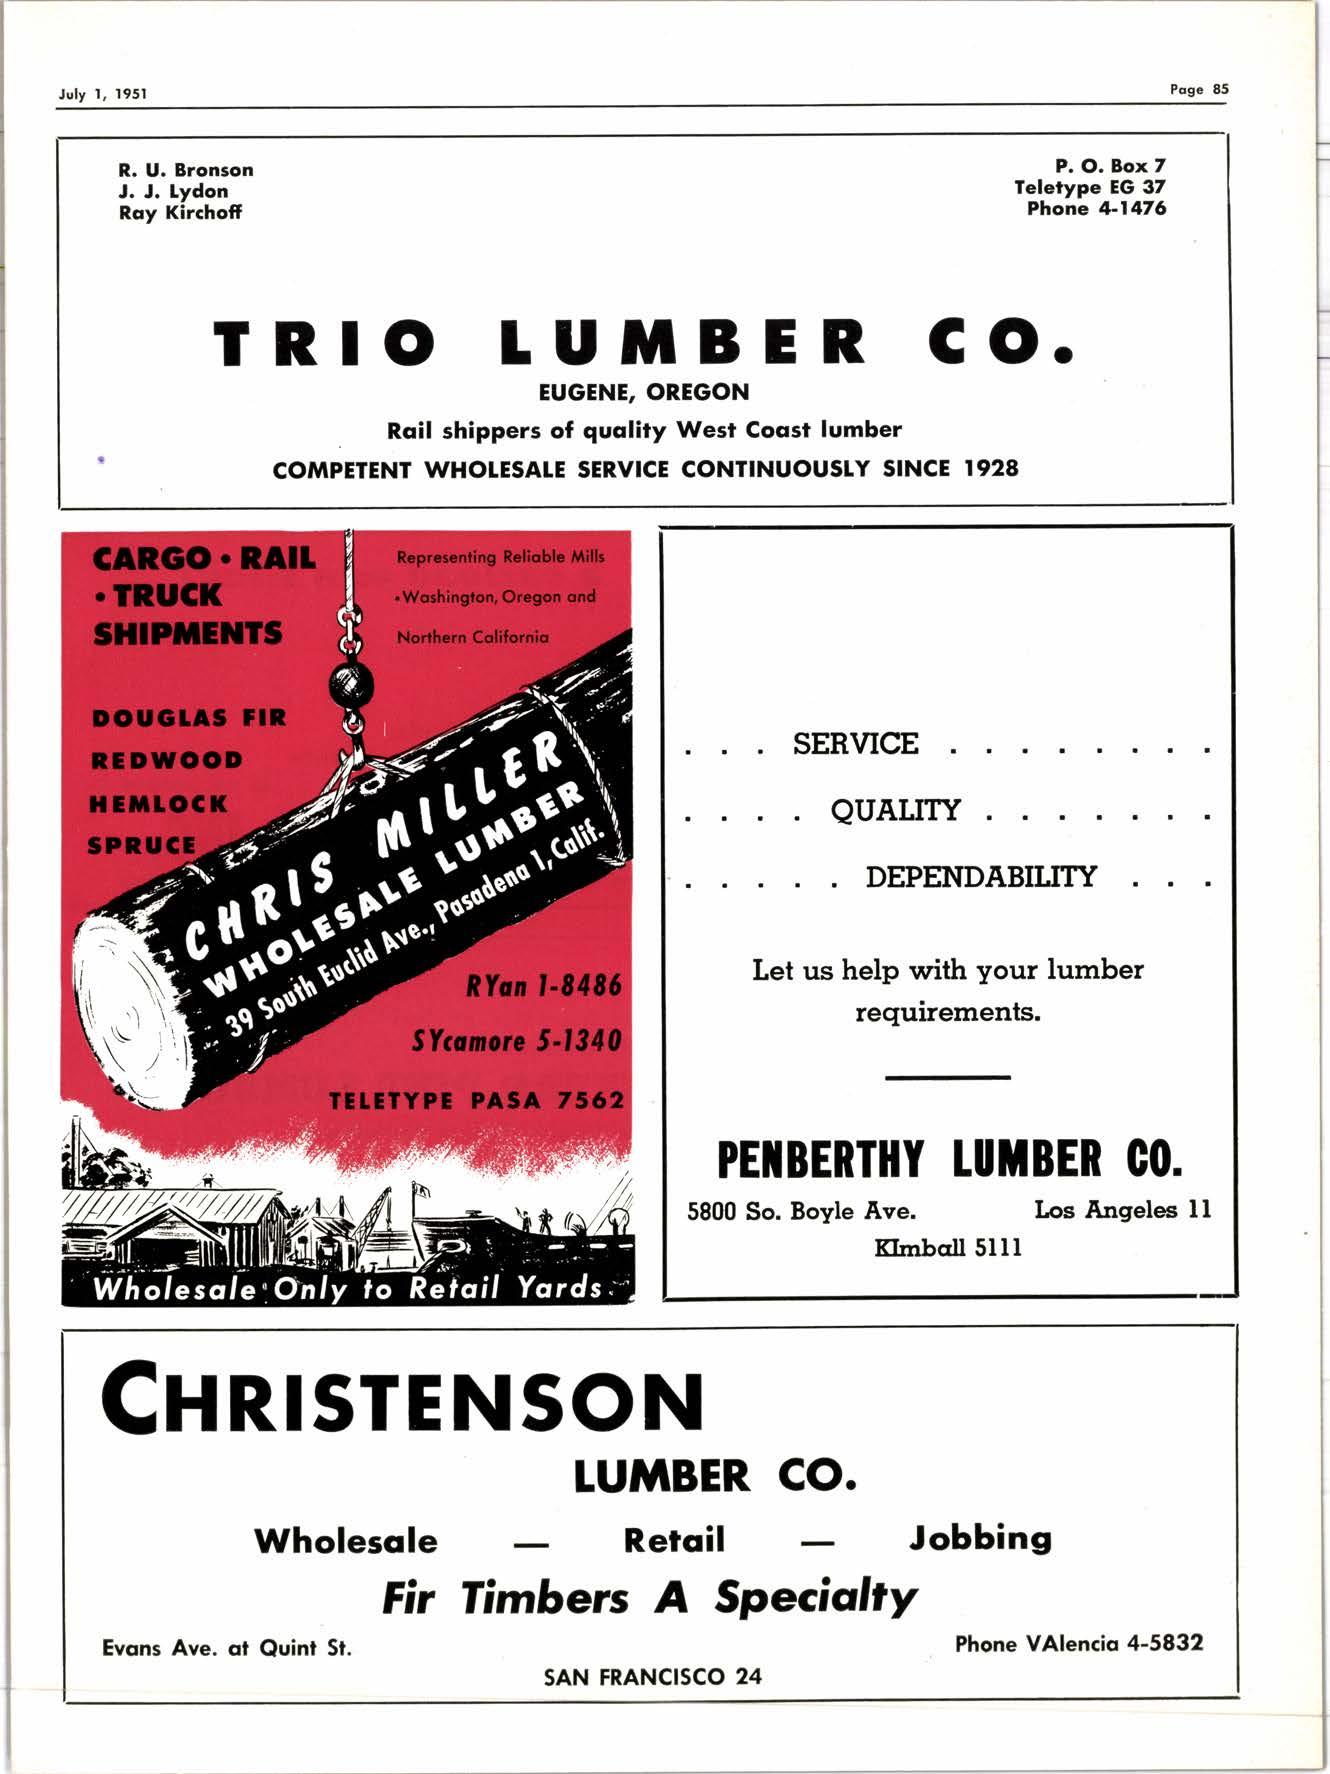 July 1, 1951
Page 85
R. U. Bronson
J. J. Lydon
Ray Kirchoff
P. O. Box 7
Teletype EG 37
Phone 4-1476
TRIO LUMBER CO.
EUGENE, OREGON
Rail shippers of quality West Coast lumber
COMPETENT WHOLESALE SERVICE CONTINUOUSLY SINCE 1928
CARGO • RAIL
• TRUCK
SHIPMENTS
Representing Reliable Mills
•Washington, Oregon and
Northern California
DOUGLAS FIR
REDWOOD
HEMLOCK
SPRUCE
CHRIS MILLER
WHOLESALE LUMBER
39 South Euclid Ave., Pasadena 1, Calif.
RYan 1-8486
SYcamore 5-1340
TELETYPE PASA 7562
Wholesale Only to Retail Yards
. . . SERVICE . . . . . . . .
. . . . QUALITY . . . . . . .
. . . . . DEPENDABILITY . . .
Let us help with your lumber
requirements.
PENBERTHY LUMBER CO.
5800 So. Boyle Ave. Los Angeles 11
KImball 5111
CHRISTENSON
LUMBER CO.
Wholesale — Retail — Jobbing
Fir Timbers A Specialty
Evans Ave. at Quint St.
Phone VAlencia 4-5832
SAN FRANCISCO 24